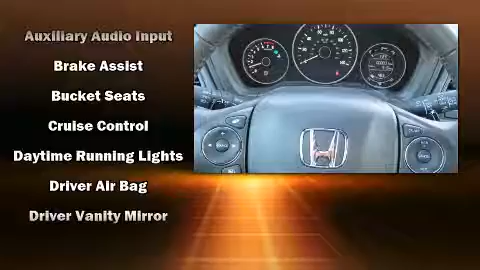 Auxiliary Audio Input
Brake Assist
Bucket Seats
Cruise Control
Daytime Running Lights
Driver Air Bag
Driver Vanity Mirror